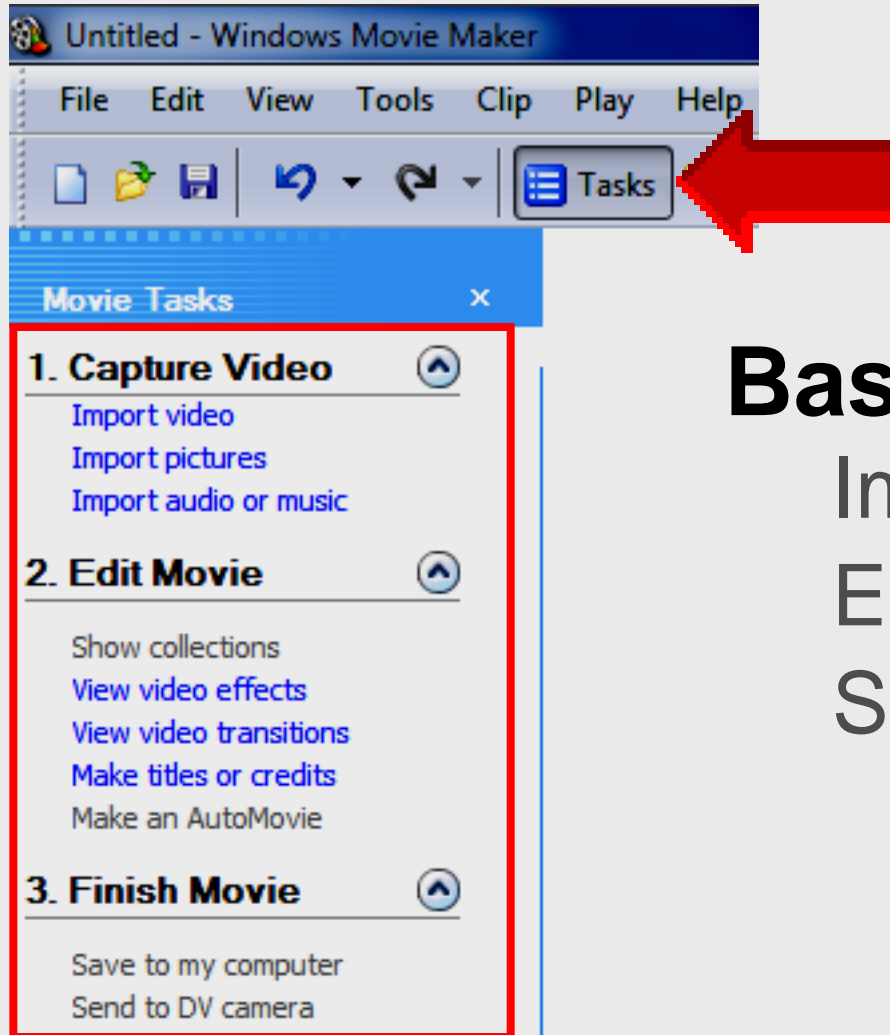 Untitled - Windows Movie Maker
File Edit View Tools Clip Play Help
Tasks
Movie Tasks
1. Capture Video
Import video
Import pictures
Import audio or music
2. Edit Movie
Show collections
View video effects
View video transitions
Make titles or credits
Make an AutoMovie
3. Finish Movie
Save to my computer
Send to DV camera